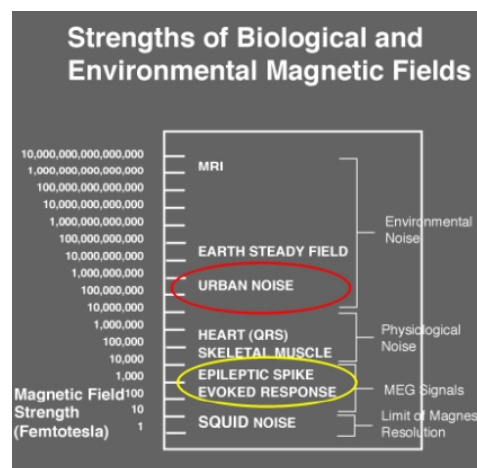 Strengths of Biological and
Environmental Magnetic Fields
10,000,000,000,000,000
1,000,000,000,000,000
100,000,000,000,000
10,000,000,000,000
1,000,000,000,000
100,000,000,000
10,000,000,000
1,000,000,000
100,000,000
10,000,000
1,000,000
100,000
10,000
1,000
Magnetic Field 100
Strength 10
(Femtotesla) 1
MRI
EARTH STEADY FIELD
URBAN NOISE
HEART (QRS)
SKELETAL MUSCLE
EPILEPTIC SPIKE
EVOKED RESPONSE
SQUID NOISE
Environmental
Noise
Physiological
Noise
MEG Signals
Limit of Magnes
Resolution